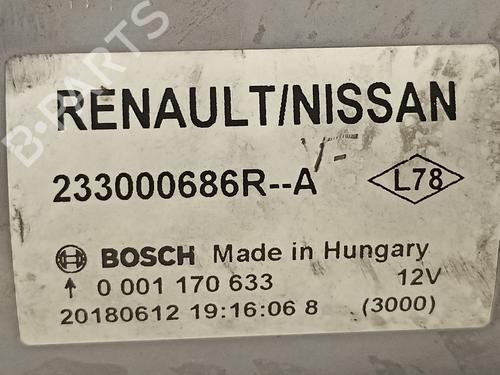 RENAULT/NISSAN
233000686R--A
L78
BOSCH Made in Hungary
0 001 170 633 12V
20180612 19:16:06 8 (3000)
B-PARTS